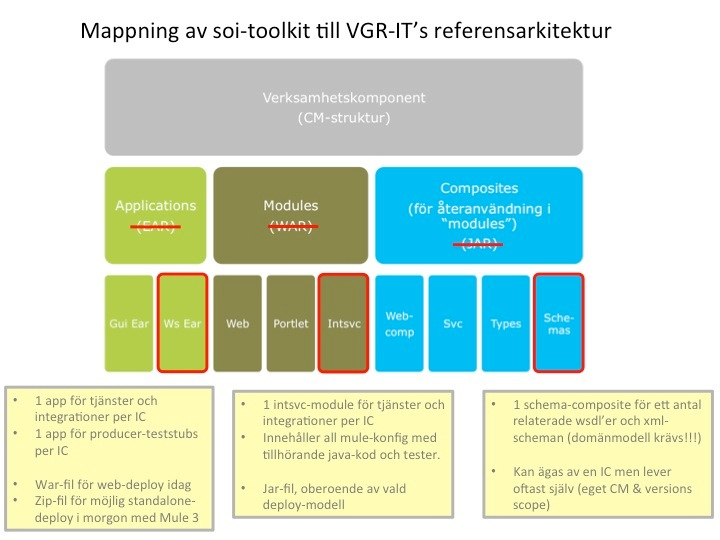 Mappning av soi-toolkit till VGR-IT’s referensarkitektur
Verksamhetskomponent
(CM-struktur)
Applications
(EAR)
Modules
(WAR)
Composites
(för återanvändning i
“modules”)
(JAR)
Gui Ear
Ws Ear
Web
Portlet
Intsvc
Web-
comp
Svc
Types
Sche-
mas
• 1 app för tjänster och
integrationer per IC
• 1 app för producer-teststubs
per IC
• War-fil för web-deploy idag
• Zip-fil för möjlig standalone-
deploy i morgon med Mule 3
• 1 intsvc-module för tjänster och
integrationer per IC
• Innehåller all mule-konfig med
tillhörande java-kod och tester.
• Jar-fil, oberoende av vald
deploy-modell
• 1 schema-composite för ett antal
relaterade wsdl’er och xml-
scheman (domänmodell krävs!!!)
• Kan ägas av en IC men lever
oftast själv (eget CM & versions
scope)